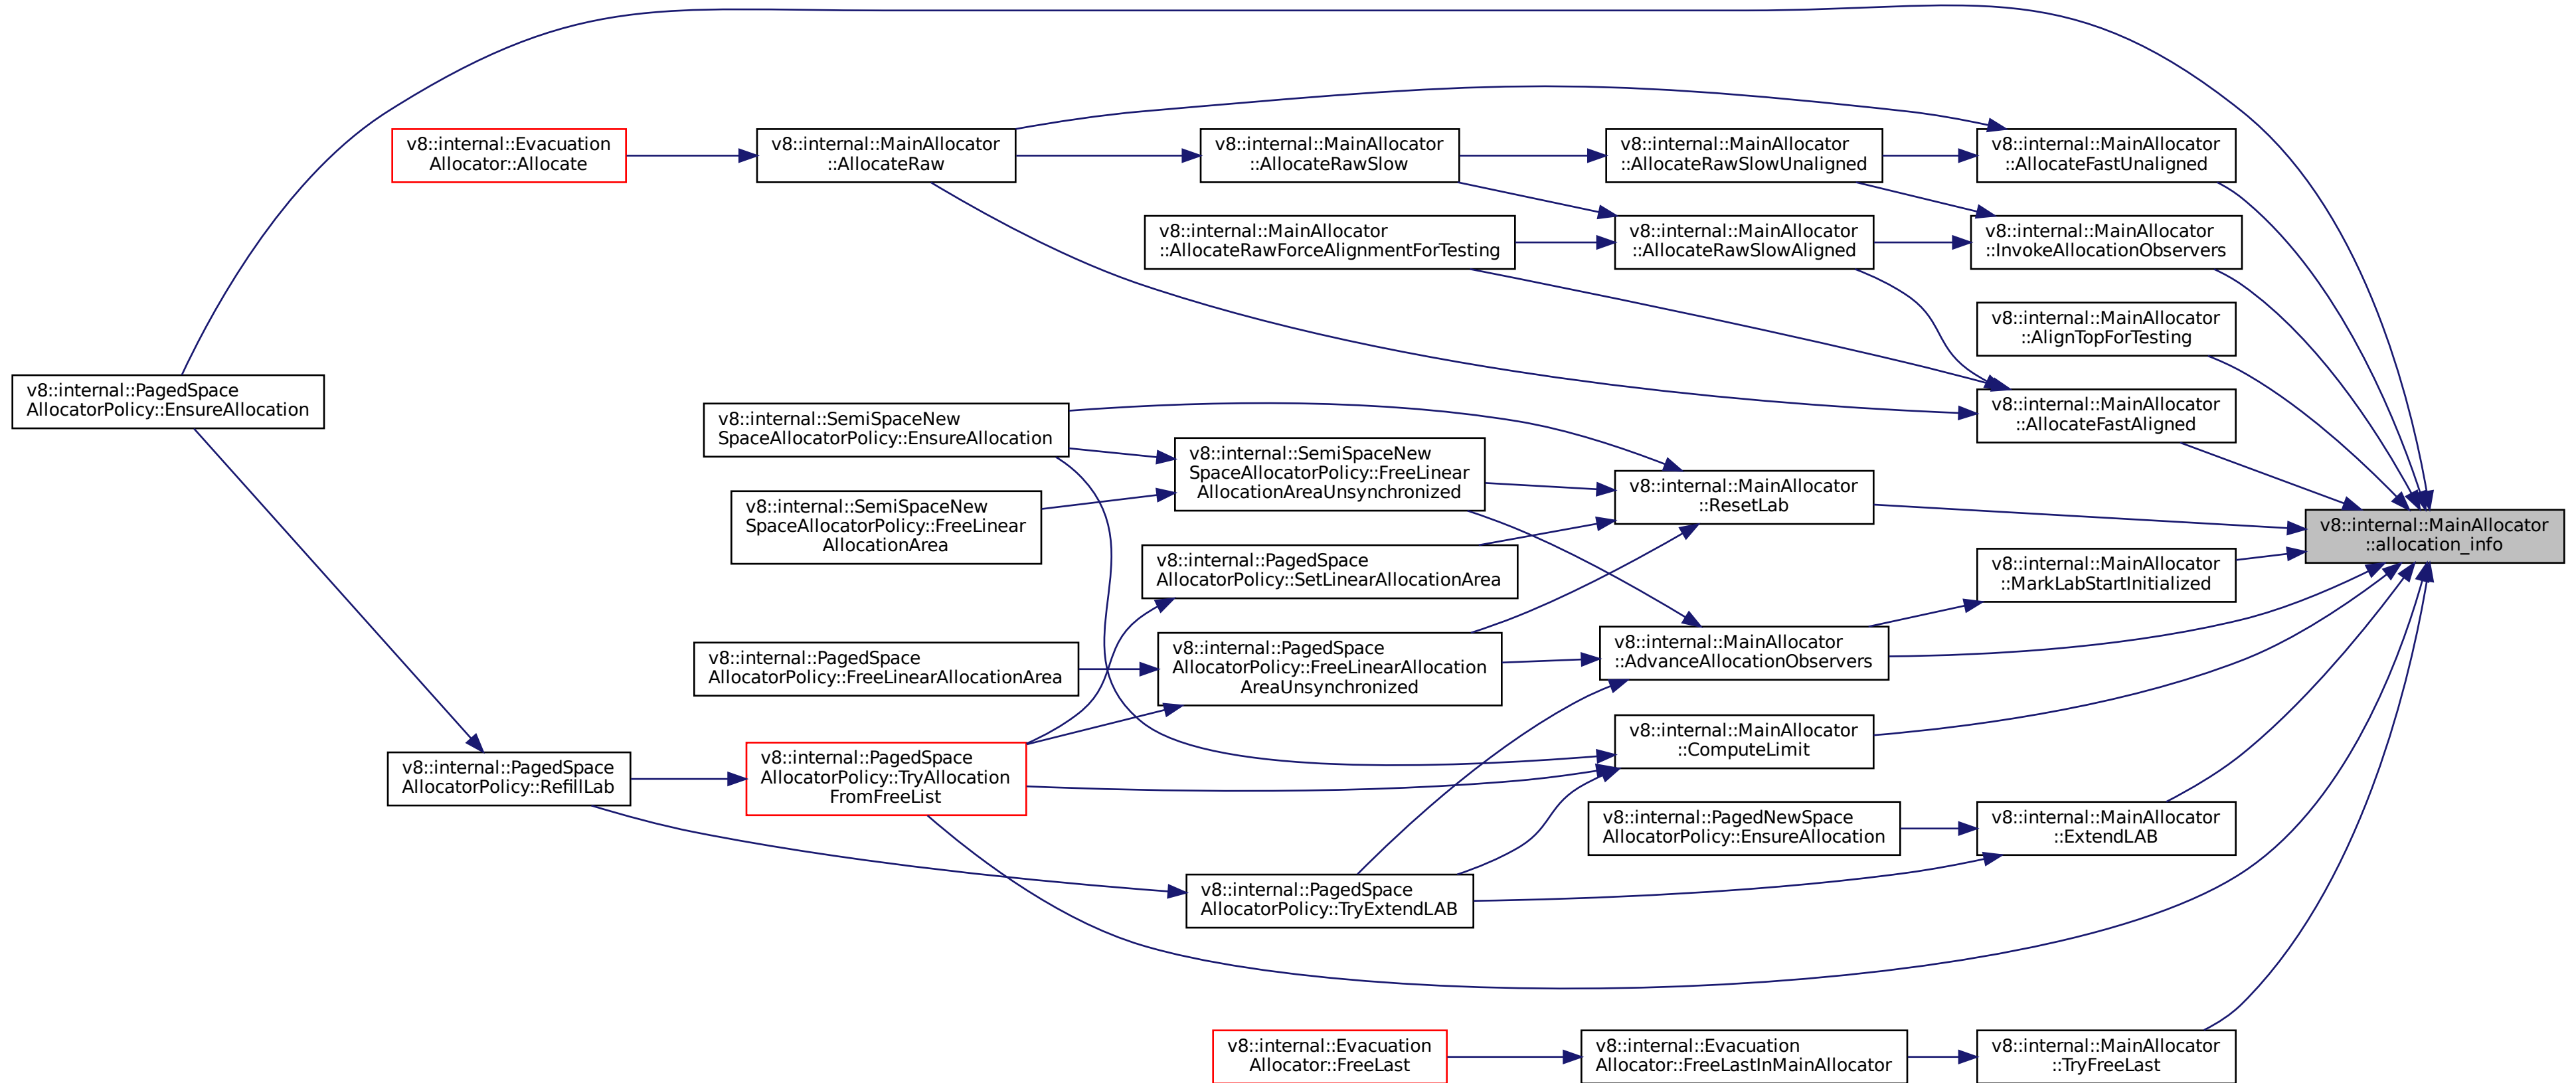 v8::internal::Evacuation
Allocator::Allocate
v8::internal::MainAllocator
::AllocateRaw
v8::internal::MainAllocator
::AllocateRawSlow
v8::internal::MainAllocator
::AllocateRawSlowUnaligned
v8::internal::MainAllocator
::AllocateFastUnaligned
v8::internal::MainAllocator
::AllocateRawForceAlignmentForTesting
v8::internal::MainAllocator
::AllocateRawSlowAligned
v8::internal::MainAllocator
::InvokeAllocationObservers
v8::internal::MainAllocator
::AlignTopForTesting
v8::internal::PagedSpace
AllocatorPolicy::EnsureAllocation
v8::internal::SemiSpaceNew
SpaceAllocatorPolicy::EnsureAllocation
v8::internal::MainAllocator
::AllocateFastAligned
v8::internal::SemiSpaceNew
SpaceAllocatorPolicy::FreeLinear
AllocationAreaUnsynchronized
v8::internal::MainAllocator
::ResetLab
v8::internal::SemiSpaceNew
SpaceAllocatorPolicy::FreeLinear
AllocationArea
v8::internal::MainAllocator
::allocation_info
v8::internal::PagedSpace
AllocatorPolicy::SetLinearAllocationArea
v8::internal::MainAllocator
::MarkLabStartInitialized
v8::internal::PagedSpace
AllocatorPolicy::FreeLinearAllocationArea
v8::internal::PagedSpace
AllocatorPolicy::FreeLinearAllocation
AreaUnsynchronized
v8::internal::MainAllocator
::AdvanceAllocationObservers
v8::internal::PagedSpace
AllocatorPolicy::RefillLab
v8::internal::PagedSpace
AllocatorPolicy::TryAllocation
FromFreeList
v8::internal::MainAllocator
::ComputeLimit
v8::internal::PagedNewSpace
AllocatorPolicy::EnsureAllocation
v8::internal::MainAllocator
::ExtendLAB
v8::internal::PagedSpace
AllocatorPolicy::TryExtendLAB
v8::internal::Evacuation
Allocator::FreeLast
v8::internal::Evacuation
Allocator::FreeLastInMainAllocator
v8::internal::MainAllocator
::TryFreeLast